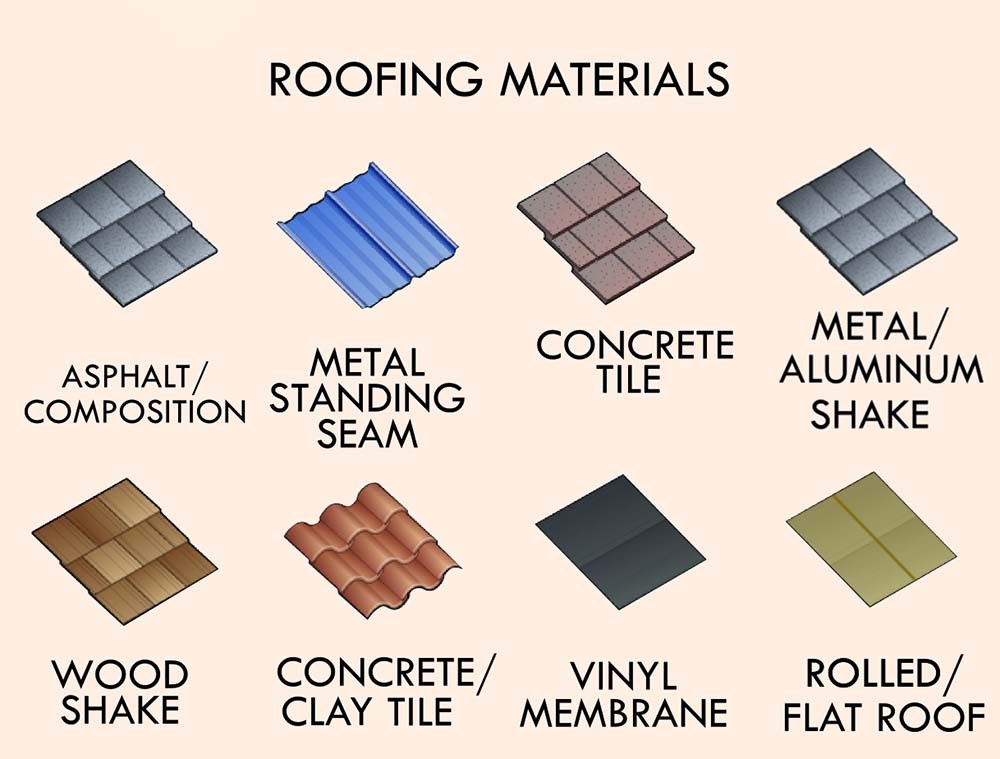 ROOFING MATERIALS
ASPHALT/
COMPOSITION
METAL
STANDING
SEAM
CONCRETE
TILE
METAL/
ALUMINUM
SHAKE
WOOD
SHAKE
CONCRETE/
CLAY TILE
VINYL
MEMBRANE
ROLLED/
FLAT ROOF